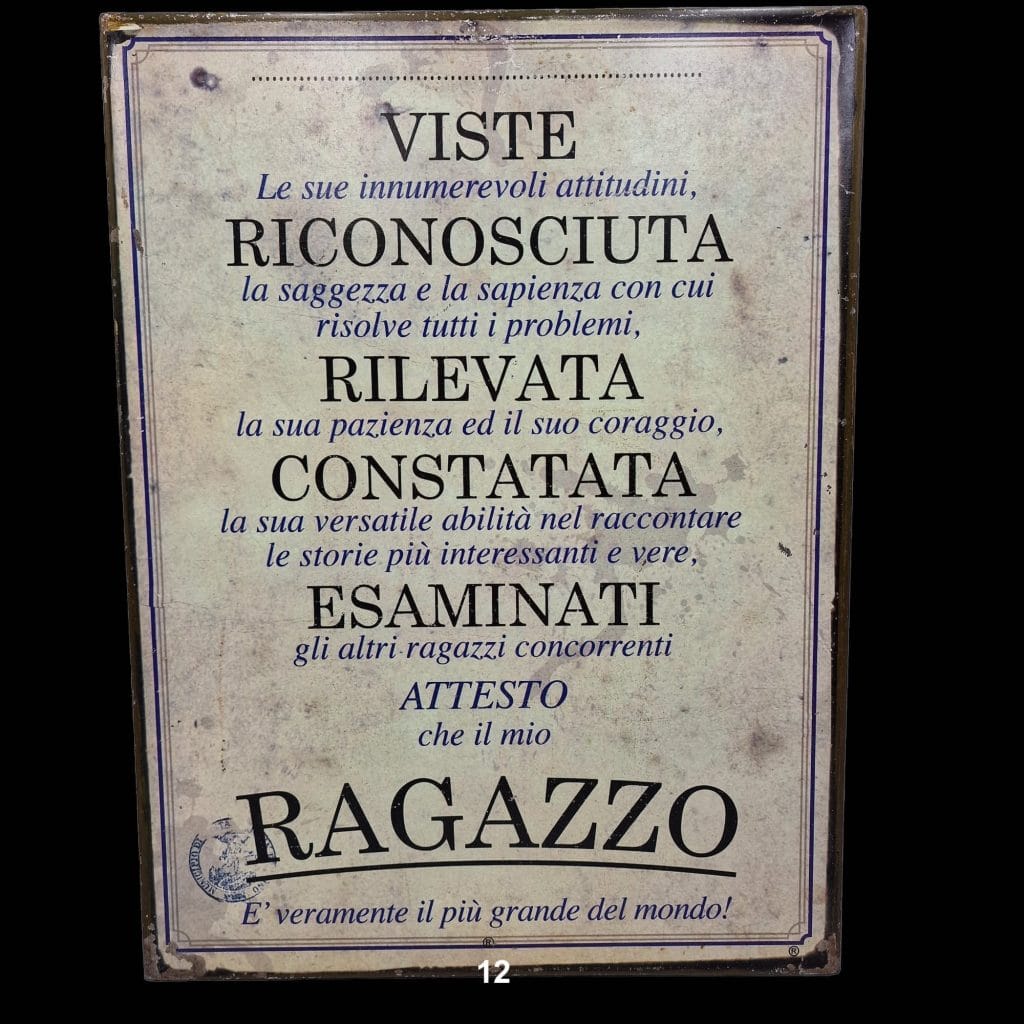 VISTE
Le sue innumerevoli attitudini,
RICONOSCIUTA
la saggezza e la sapienza con cui
risolve tutti i problemi,
RILEVATA
la sua pazienza ed il suo coraggio,
CONSTATATA
la sua versatile abilità nel raccontare
le storie più interessanti e vere,
ESAMINATI
gli altri ragazzi concorrenti
ATTESTO
che il mio
RAGAZZO
MUNICIPIO DI
E' veramente il più grande del mondo!
®
®
12